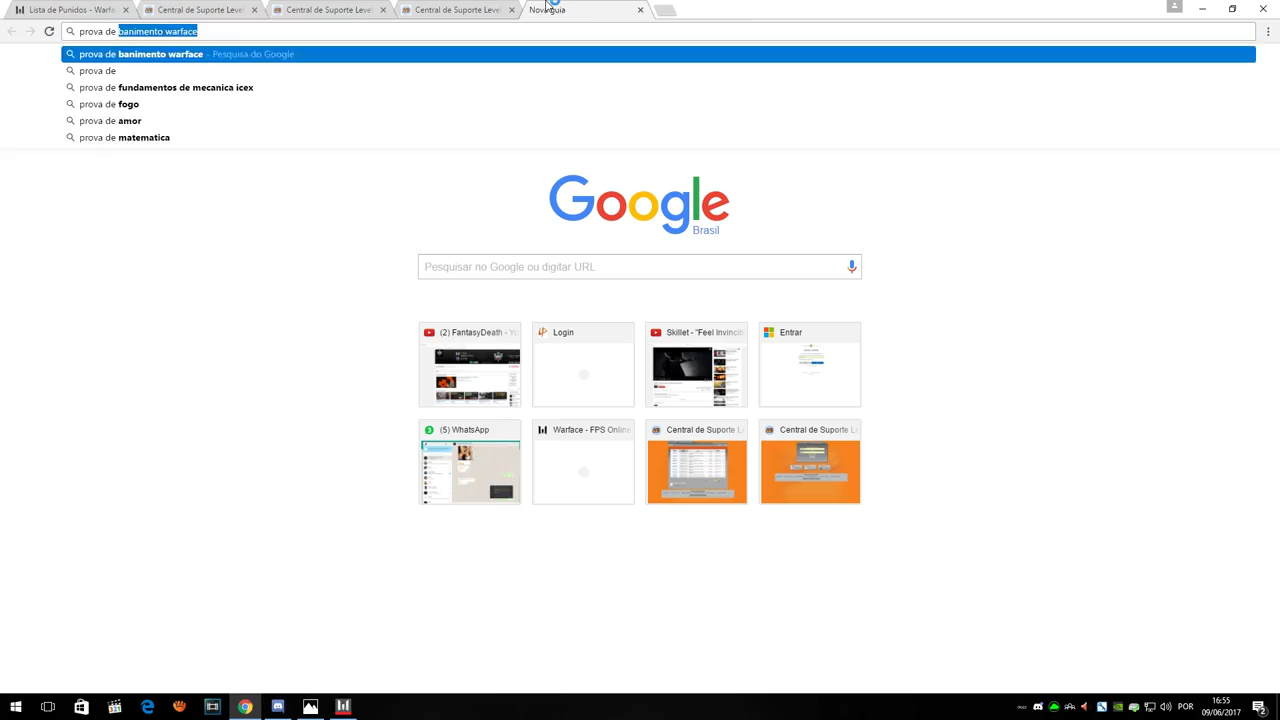 Lista de Punidos - Warfa
Central de Suporte Level
Central de Suporte Level
Central de Suporte Level
Nova guia
prova de banimento warface
prova de banimento warface - Pesquisa do Google
prova de
prova de fundamentos de mecanica icex
prova de fogo
prova de amor
prova de matematica
Google
Brasil
Pesquisar no Google ou digitar URL
(2) FantasyDeath - Yo
Login
Skillet - "Feel Invincib
Entrar
(5) WhatsApp
Warface - FPS Online
Central de Suporte Le
Central de Suporte Le
POR
16:55
09/06/2017
2